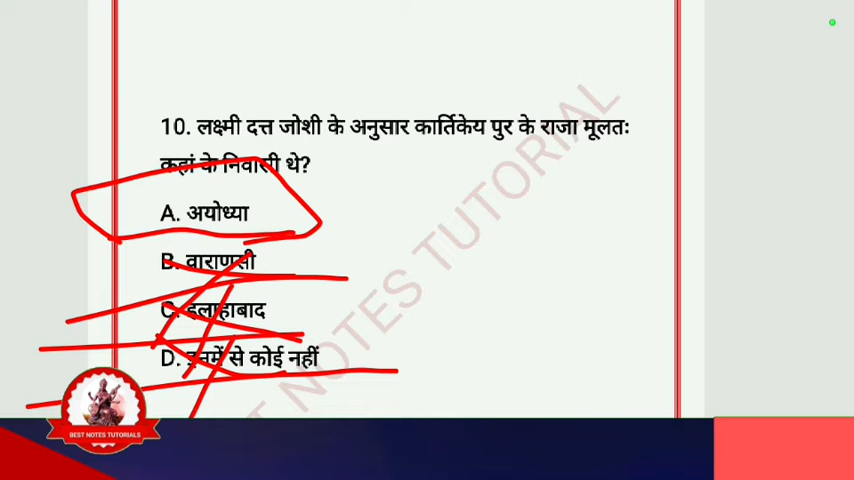 10. लक्ष्मी दत्त जोशी के अनुसार कार्तिकेय पुर के राजा मूलतः
कहां के निवासी थे?
A. अयोध्या
B. वाराणसी
C. इलाहाबाद
D. इनमें से कोई नहीं
BEST NOTES TUTORIAL
BEST NOTES TUTORIALS